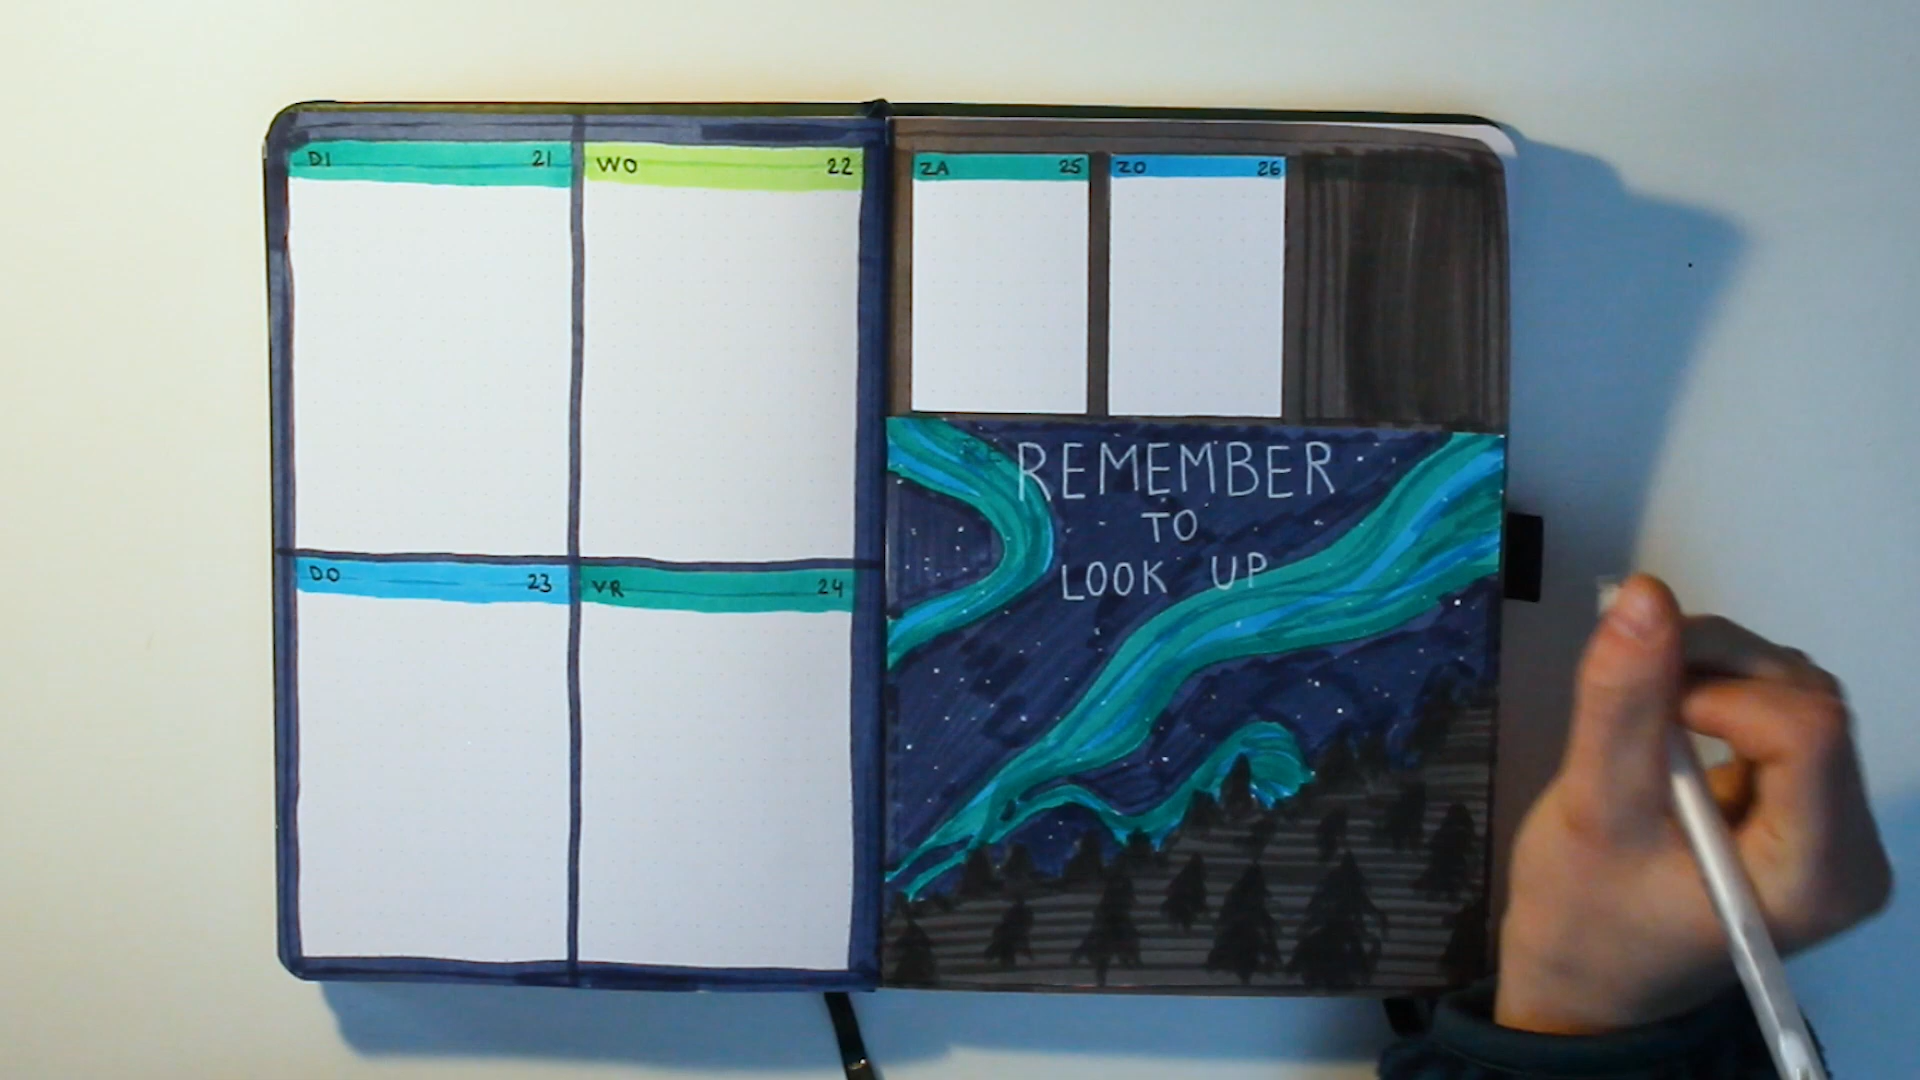 DI 21
WO 22
DO 23
VR 24
ZA 25
ZO 26
REMEMBER
TO
LOOK UP